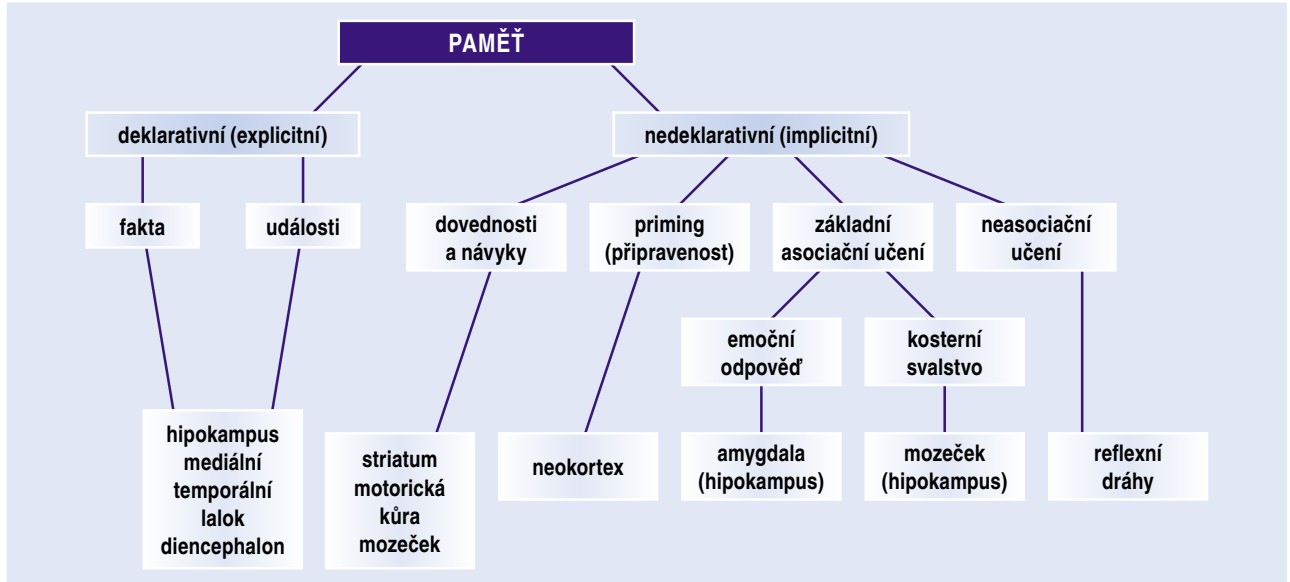 PAMĚŤ
deklarativní (explicitní)
nedeklarativní (implicitní)
fakta
události
dovednosti
a návyky
priming
(připravenost)
základní
asociační učení
neasociační
učení
emoční
odpověď
kosterní
svalstvo
hipokampus
mediální
temporální
lalok
diencephalon
striatum
motorická
kůra
mozeček
neokortex
amygdala
(hipokampus)
mozeček
(hipokampus)
reflexní
dráhy